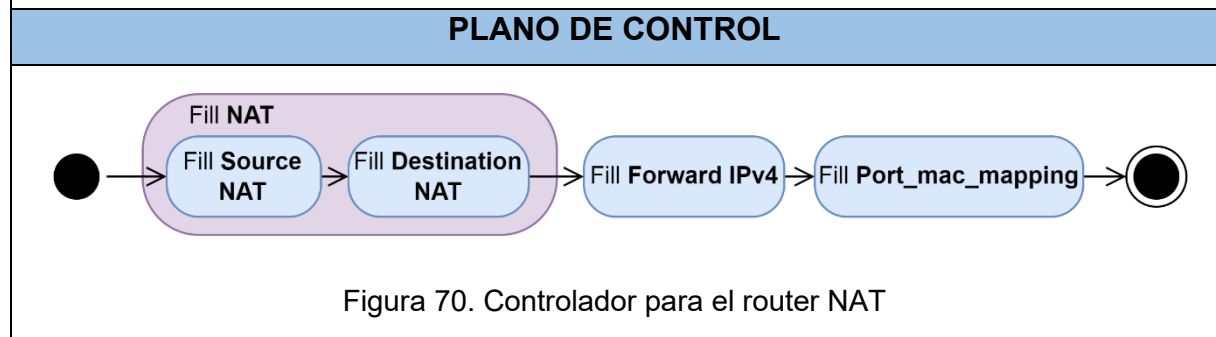 PLANO DE CONTROL
Fill NAT
Fill Source
NAT
Fill Destination
NAT
Fill Forward IPv4
Fill Port_mac_mapping
Figura 70. Controlador para el router NAT